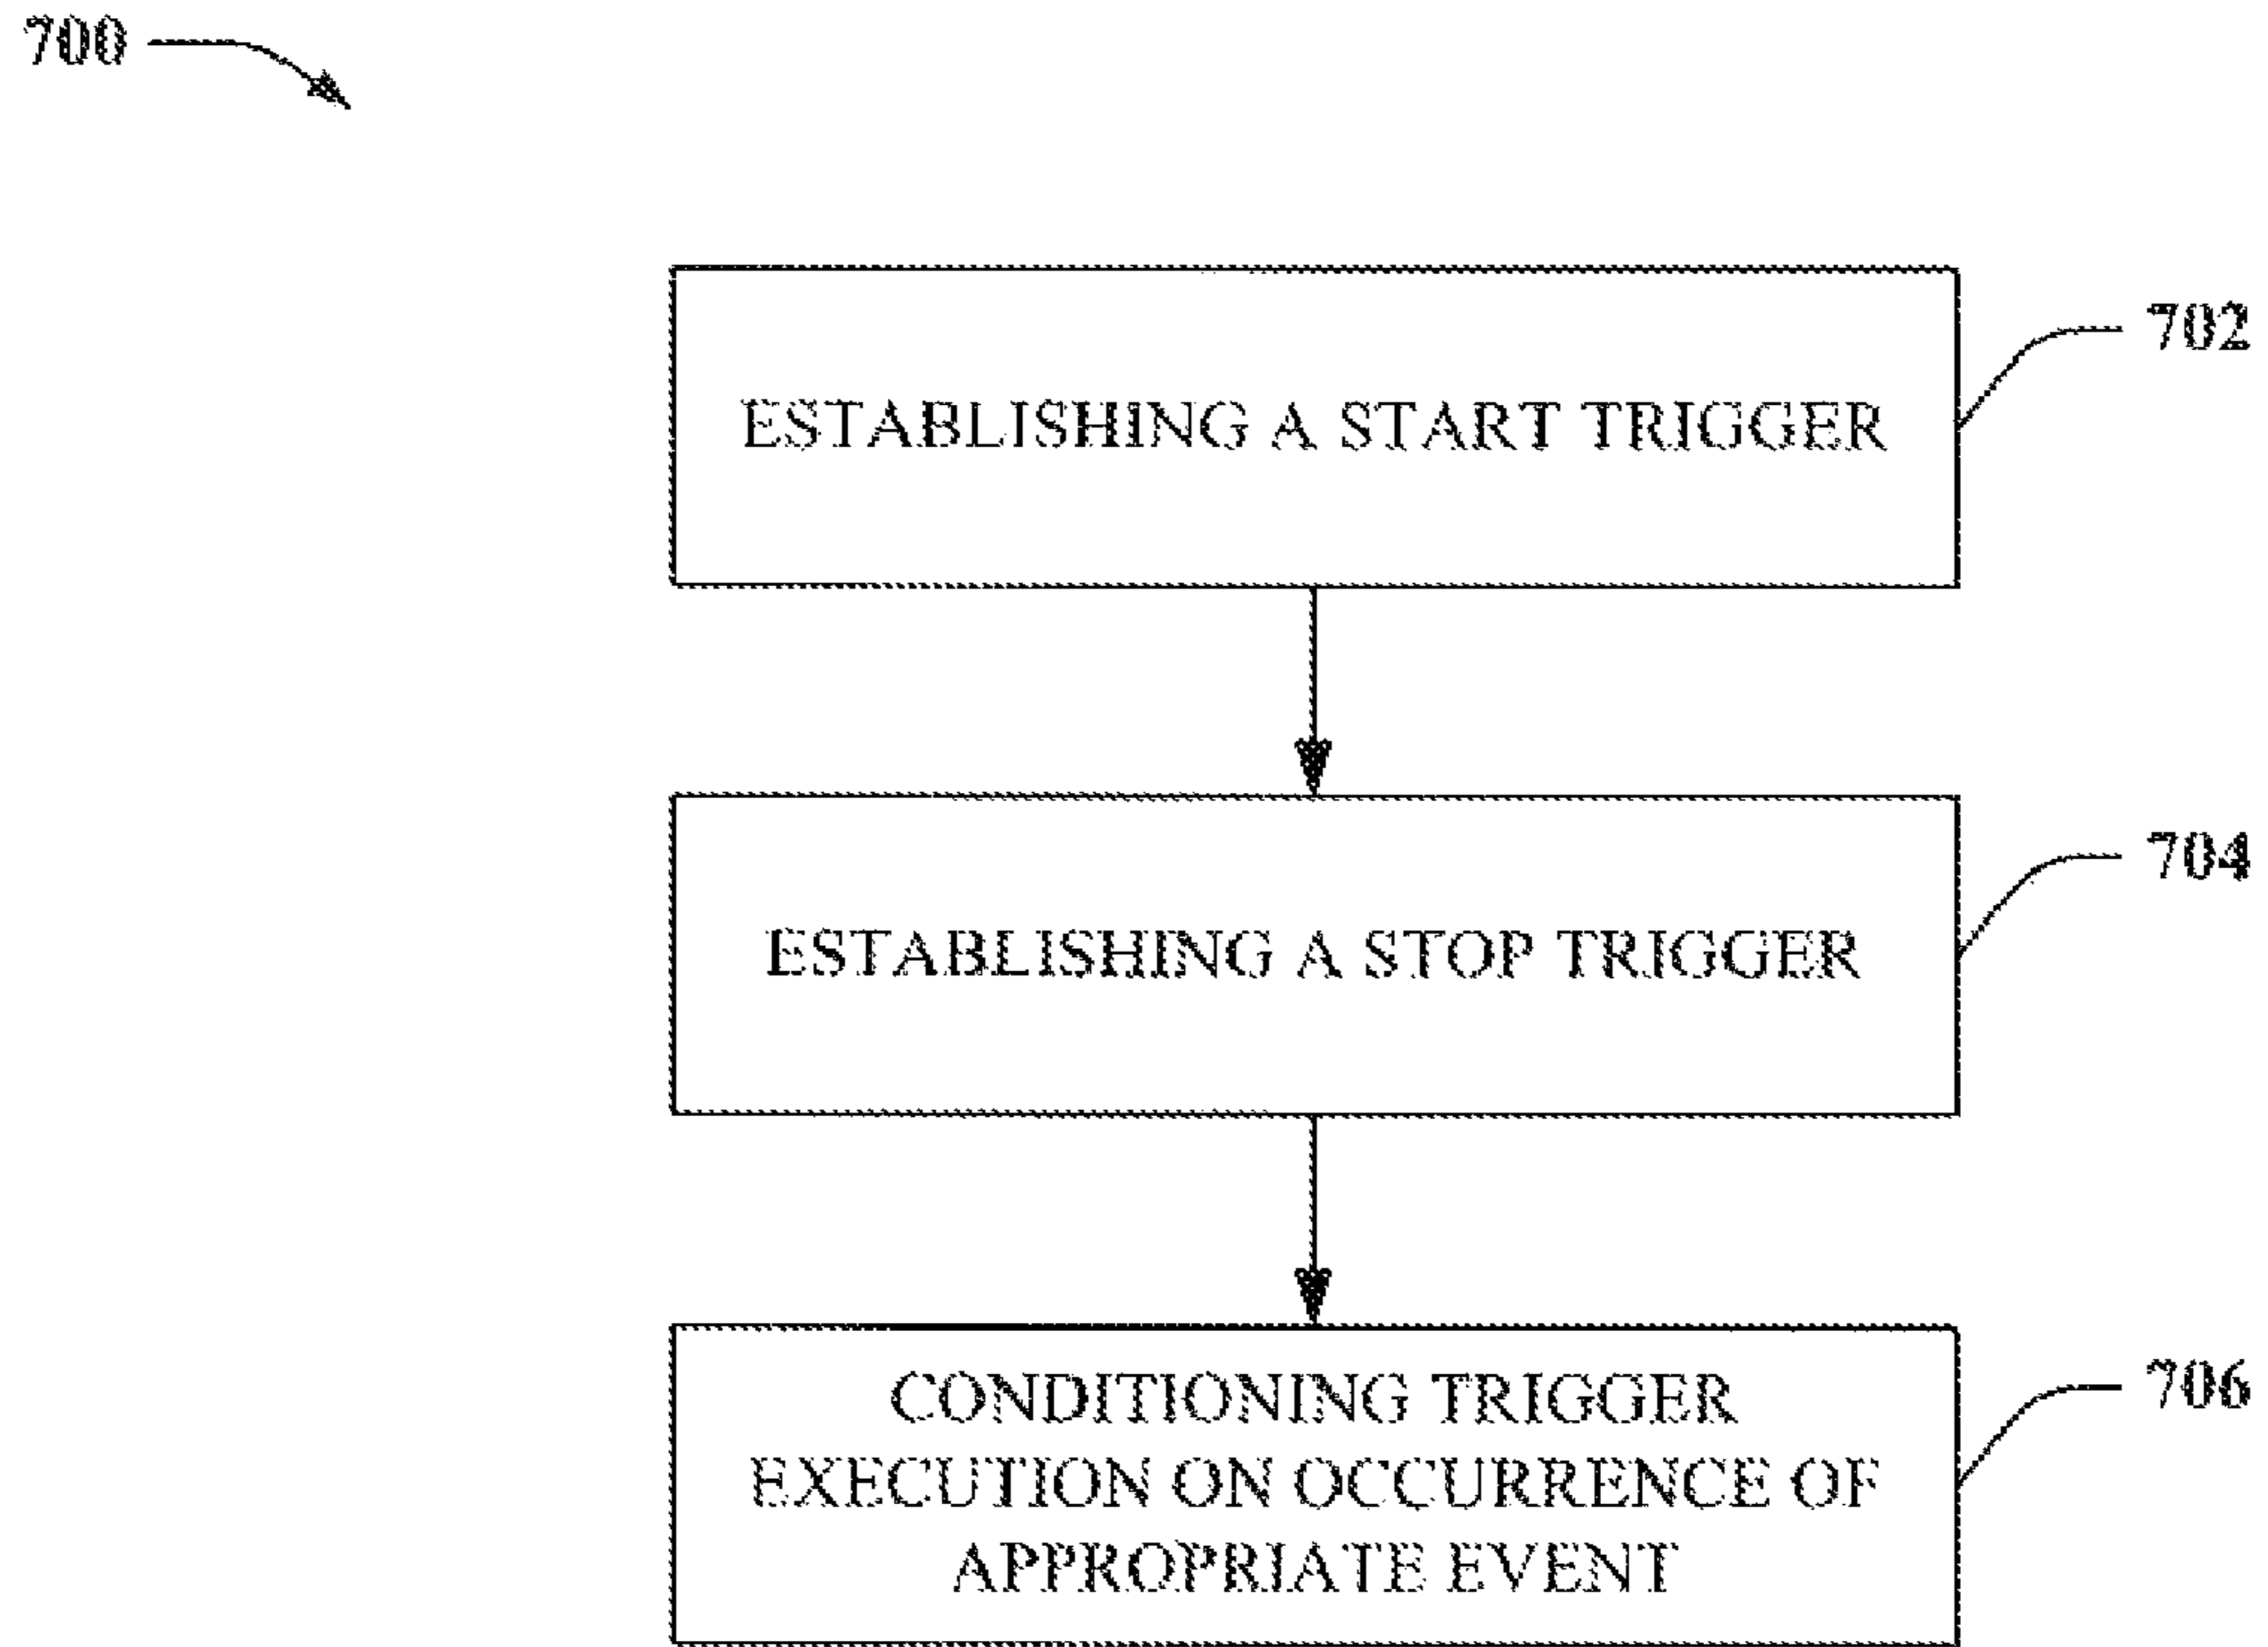 700
702
ESTABLISHING A START TRIGGER
704
ESTABLISHING A STOP TRIGGER
706
CONDITIONING TRIGGER
EXECUTION ON OCCURRENCE OF
APPROPRIATE EVENT